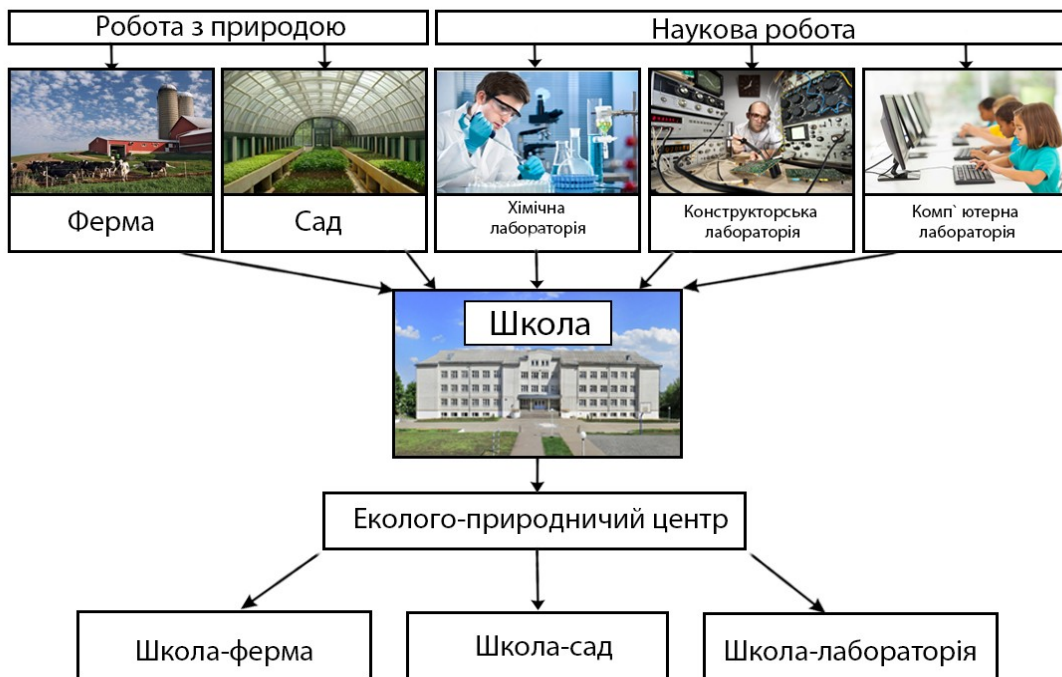 Робота з природою
Наукова робота
Ферма
Сад
Хімічна
лабораторія
Конструкторська
лабораторія
Комп` ютерна
лабораторія
Школа
Еколого-природничий центр
Школа-ферма
Школа-сад
Школа-лабораторія